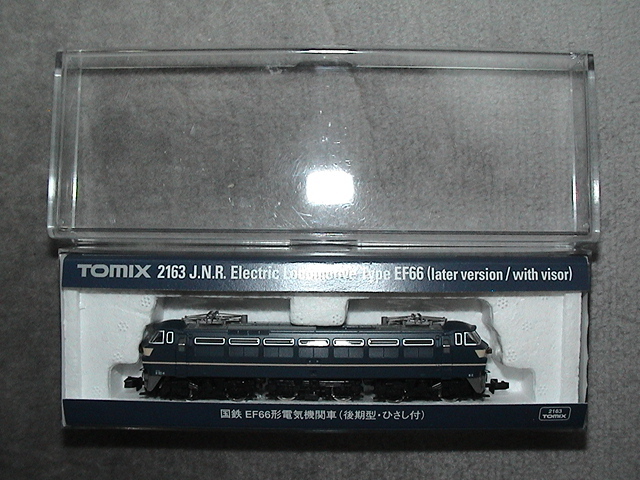 TOMIX 2163 J.N.R. Electric Locomotive Type EF66 (later version / with visor)
国鉄 EF66形電気機関車 (後期型・ひさし付)
2163
TOMIX